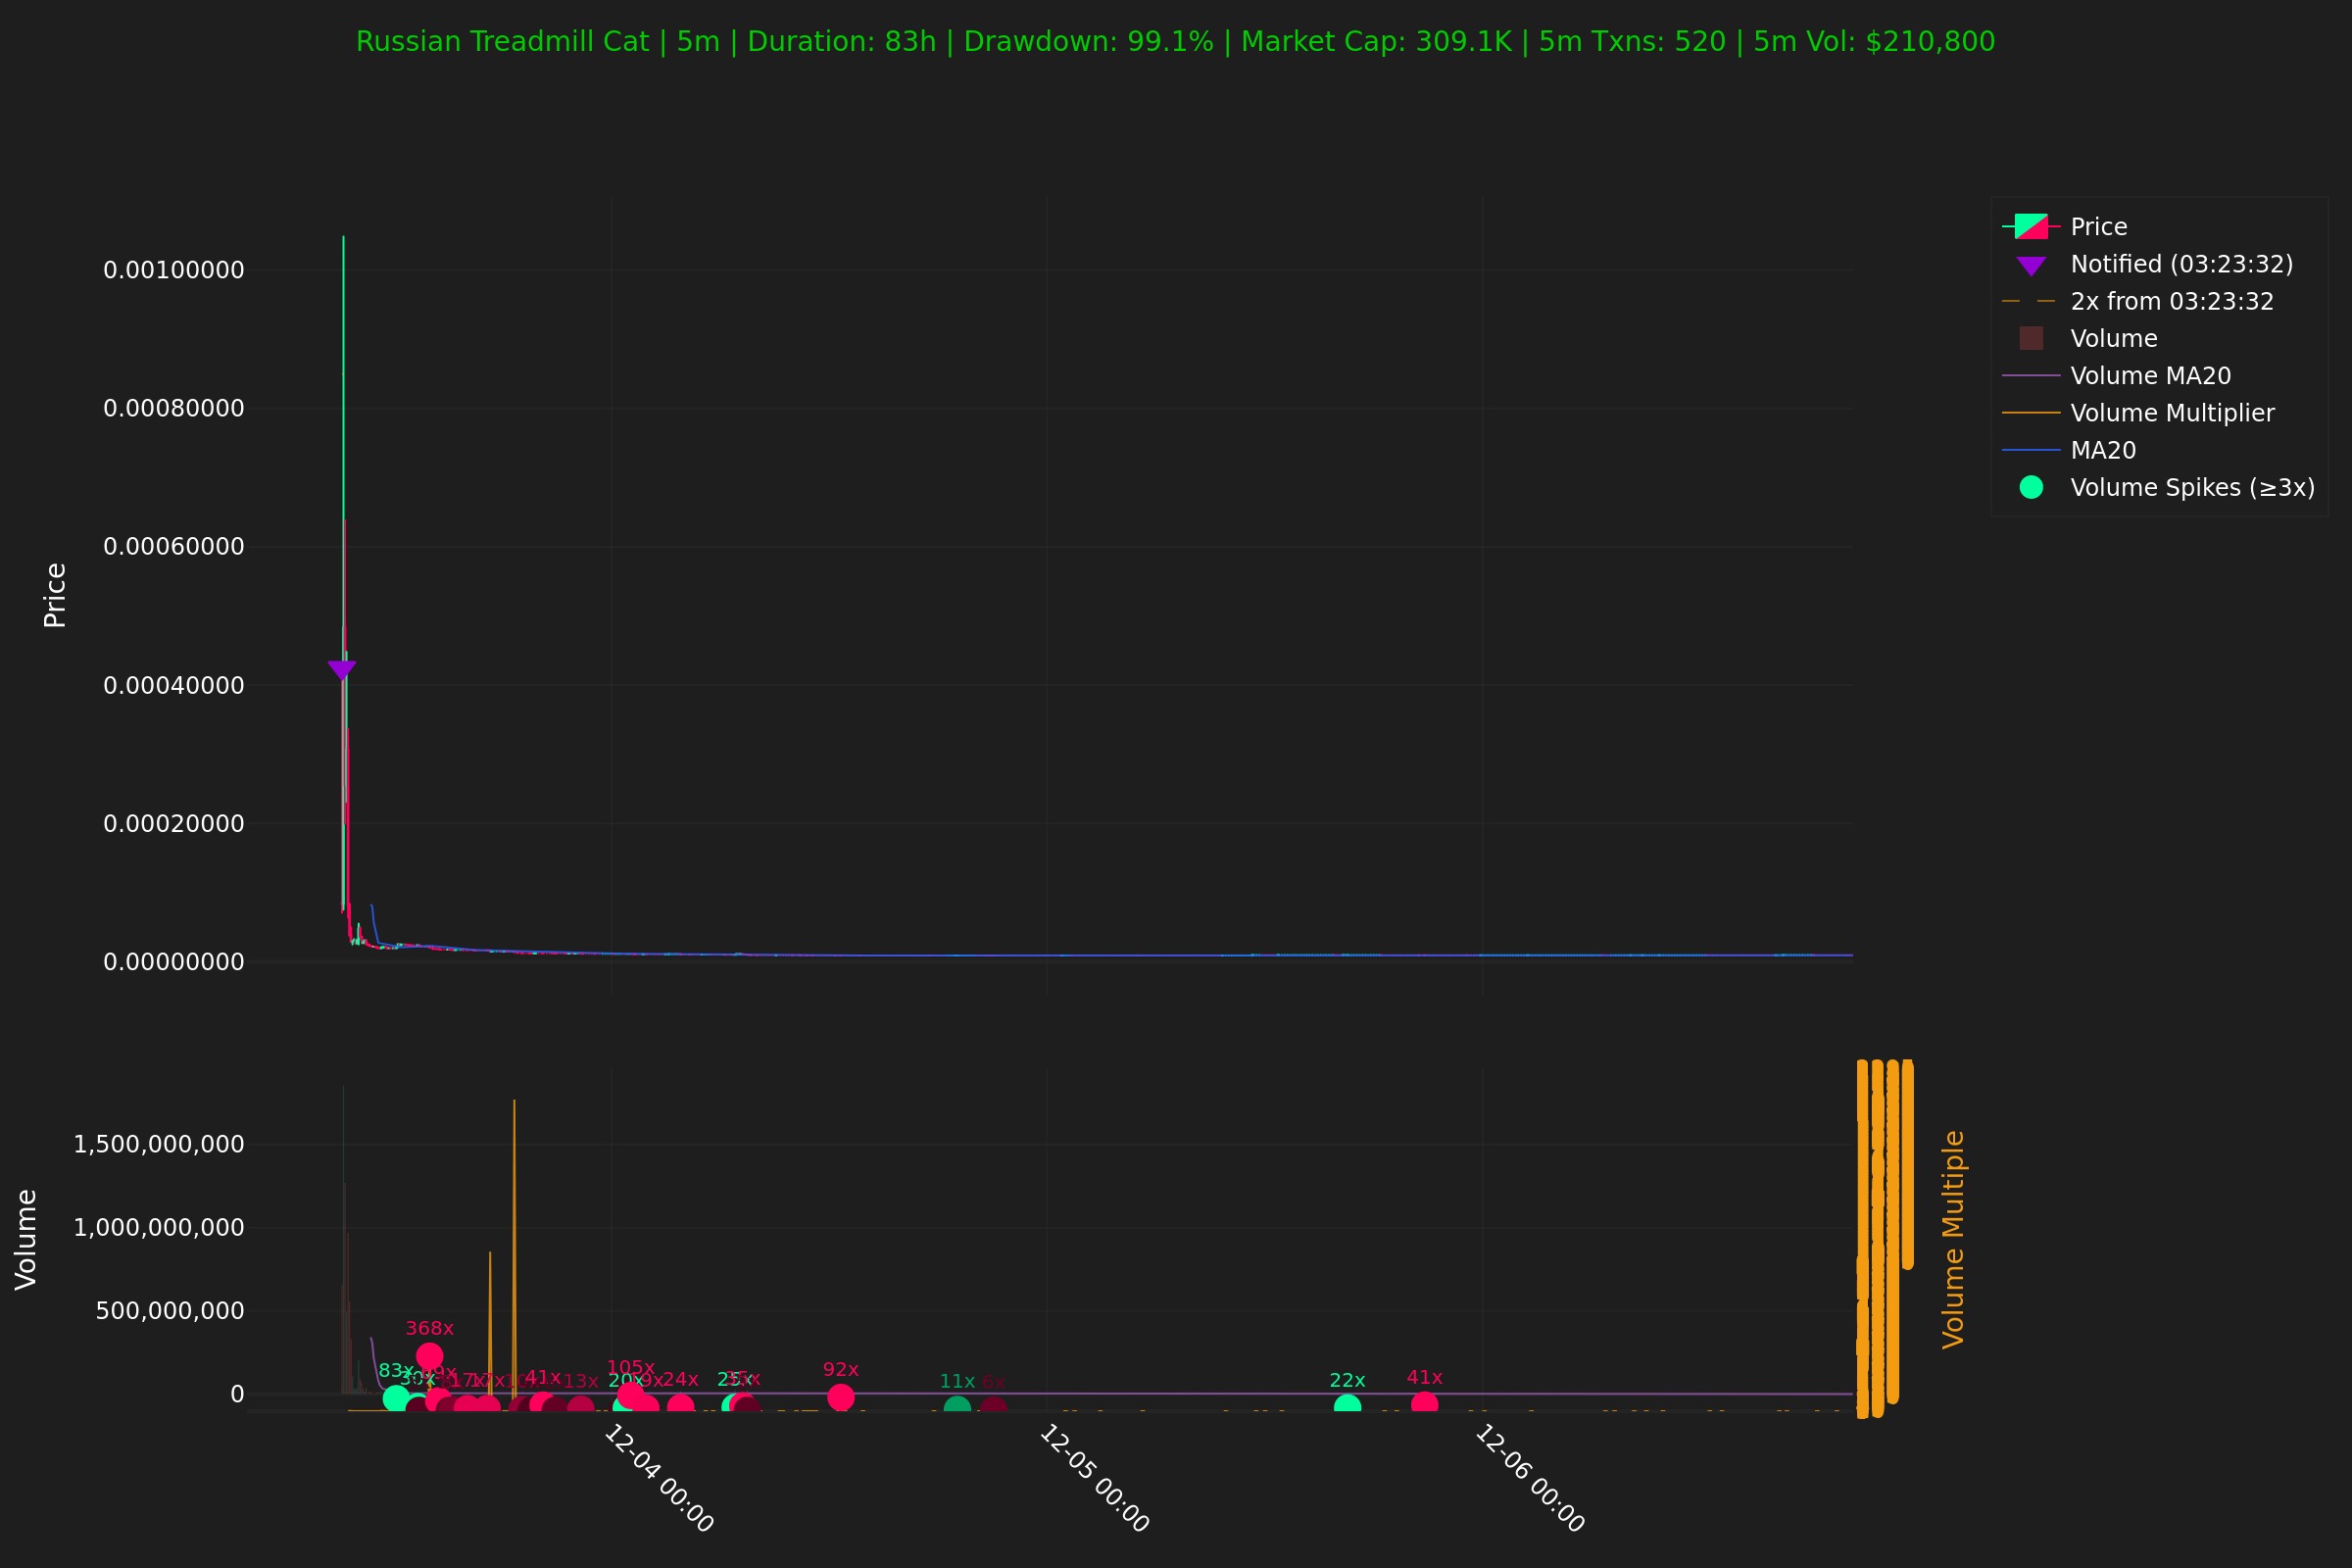 Russian Treadmill Cat | 5m | Duration: 83h | Drawdown: 99.1% | Market Cap: 309.1K | 5m Txns: 520 | 5m Vol: $210,800
Price
Notified (03:23:32)
2x from 03:23:32
Volume
Volume MA20
Volume Multiplier
MA20
Volume Spikes (≥3x)
Price
0.00100000
0.00080000
0.00060000
0.00040000
0.00020000
0.00000000
Volume
1,500,000,000
1,000,000,000
500,000,000
0
Volume Multiple
368x
83x
30x
41x
13x
105x
20x
24x
92x
11x
6x
22x
41x
12-04 00:00
12-05 00:00
12-06 00:00